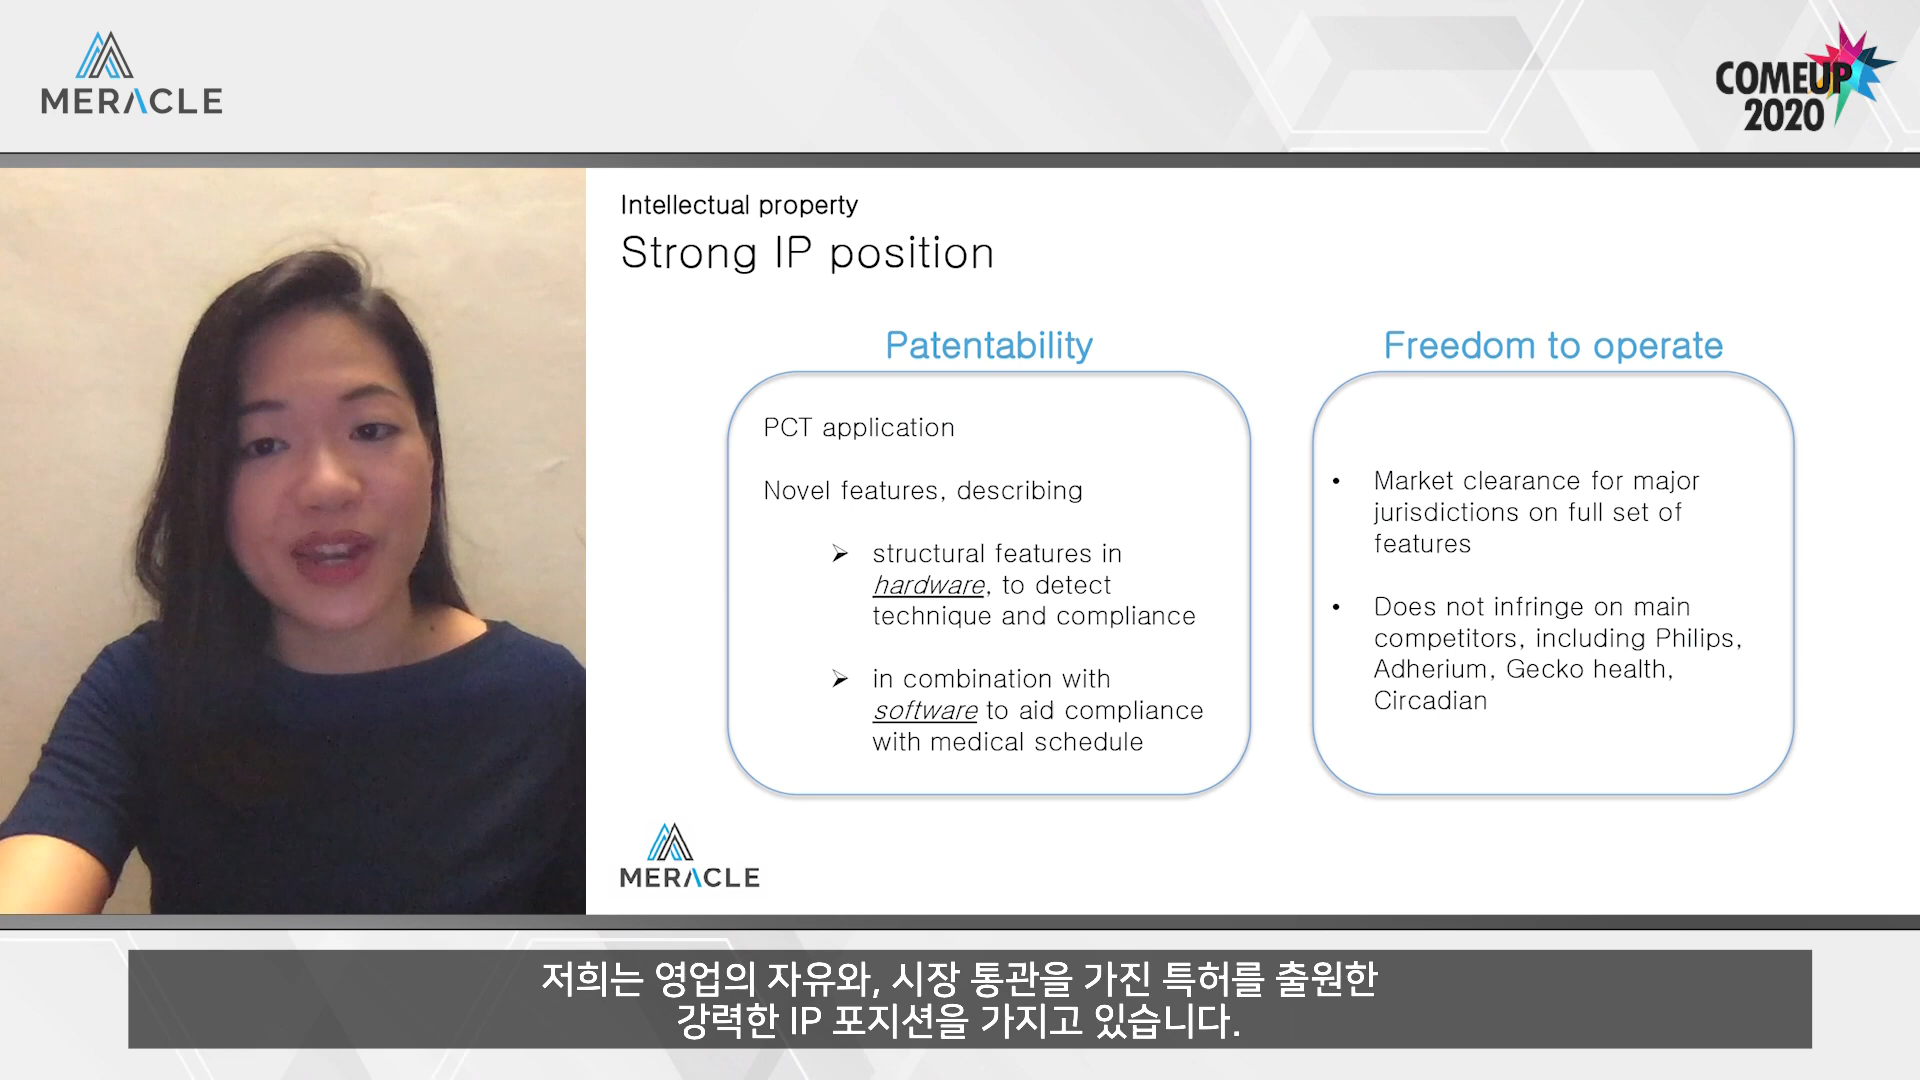 MERACLE
COMEUP
2020
Intellectual property
Strong IP position
Patentability
PCT application
Novel features, describing
➢ structural features in
hardware, to detect
technique and compliance
➢ in combination with
software to aid compliance
with medical schedule
Freedom to operate
• Market clearance for major
jurisdictions on full set of
features
• Does not infringe on main
competitors, including Philips,
Adherium, Gecko health,
Circadian
MERACLE
저희는 영업의 자유와, 시장 통관을 가진 특허를 출원한
강력한 IP 포지션을 가지고 있습니다.